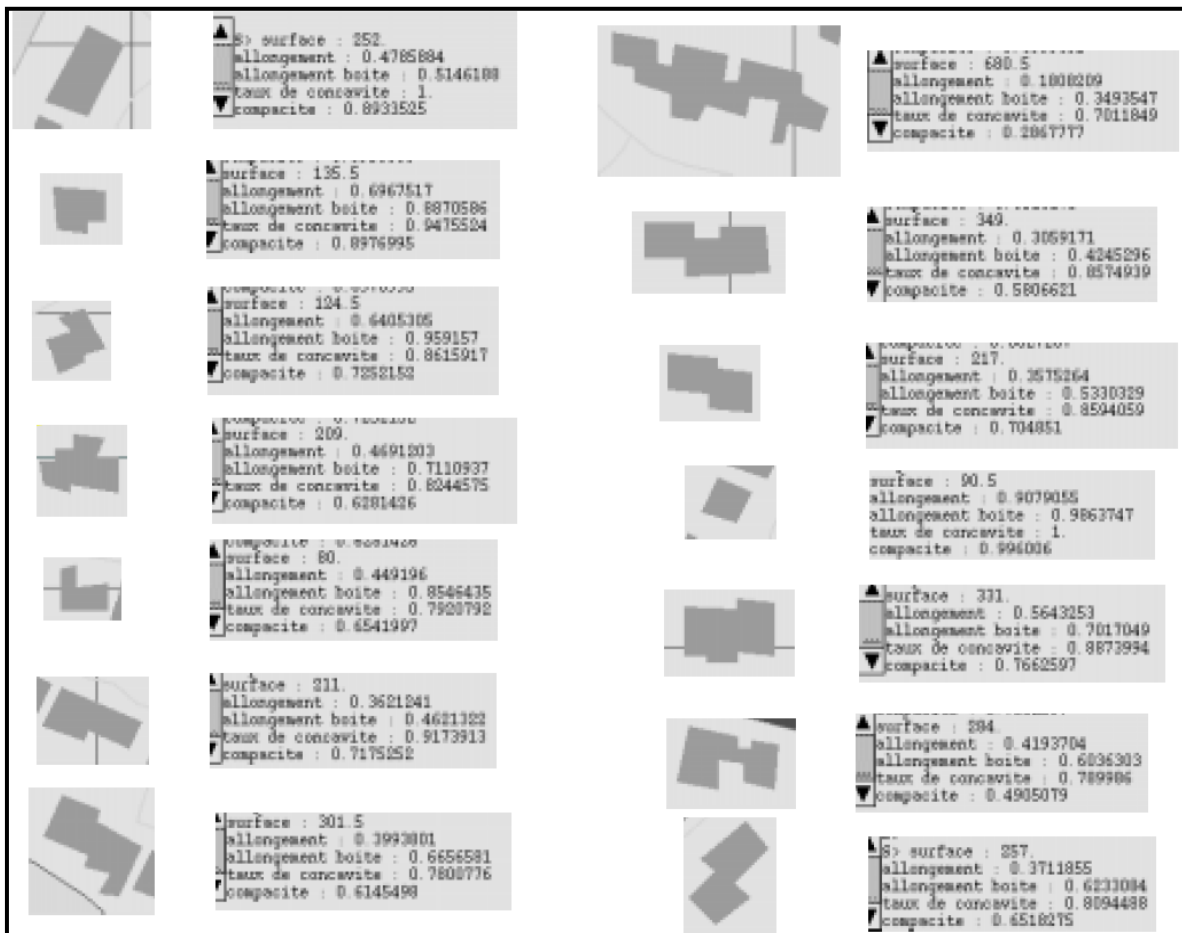 S> surface : 252.
allongement : 0.4785884
allongement boite : 0.5146188
taux de concavite : 1.
compacite : 0.8933525
surface : 135.5
allongement : 0.6967517
allongement boite : 0.8870586
taux de concavite : 0.9475524
compacite : 0.8976995
surface : 124.5
allongement : 0.6405305
allongement boite : 0.959157
taux de concavite : 0.8615917
compacite : 0.7252152
surface : 209.
allongement : 0.4691203
allongement boite : 0.7110937
taux de concavite : 0.8244575
compacite : 0.6281426
compacite : 0.6281426
surface : 80.
allongement : 0.449196
allongement boite : 0.8546435
taux de concavite : 0.7920792
compacite : 0.6541997
surface : 211.
allongement : 0.3621241
allongement boite : 0.4621322
taux de concavite : 0.9173913
compacite : 0.7175252
surface : 301.5
allongement : 0.3993801
allongement boite : 0.6656581
taux de concavite : 0.7800776
compacite : 0.6145498
surface : 680.5
allongement : 0.1808209
allongement boite : 0.3493547
taux de concavite : 0.7011849
compacite : 0.2867777
surface : 349.
allongement : 0.3059171
allongement boite : 0.4245296
taux de concavite : 0.8574939
compacite : 0.5806621
surface : 217.
allongement : 0.3575264
allongement boite : 0.5330329
taux de concavite : 0.8594059
compacite : 0.704851
surface : 90.5
allongement : 0.9079055
allongement boite : 0.9863747
taux de concavite : 1.
compacite : 0.996006
surface : 331.
allongement : 0.5643253
allongement boite : 0.7017049
taux de concavite : 0.8873994
compacite : 0.7662597
surface : 284.
allongement : 0.4193704
allongement boite : 0.6036303
taux de concavite : 0.789986
compacite : 0.4905079
S> surface : 257.
allongement : 0.3711855
allongement boite : 0.6233084
taux de concavite : 0.8094488
compacite : 0.6518275